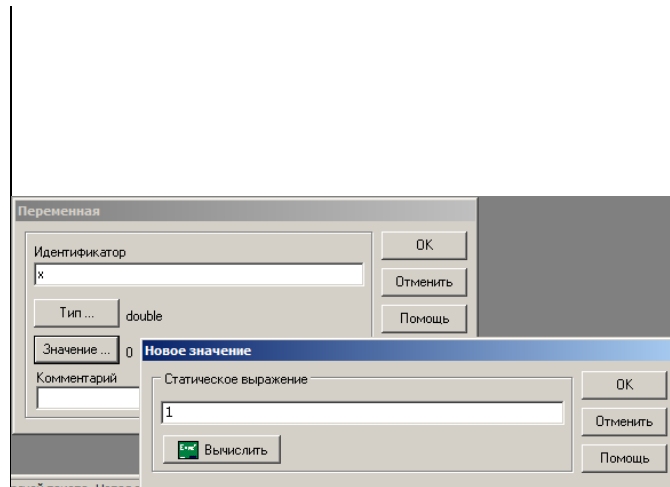 Переменная
Идентификатор
x
Тип ... double
Значение ... 0
Комментарий
OK
Отменить
Помощь
Новое значение
Статическое выражение
1
Вычислить
OK
Отменить
Помощь